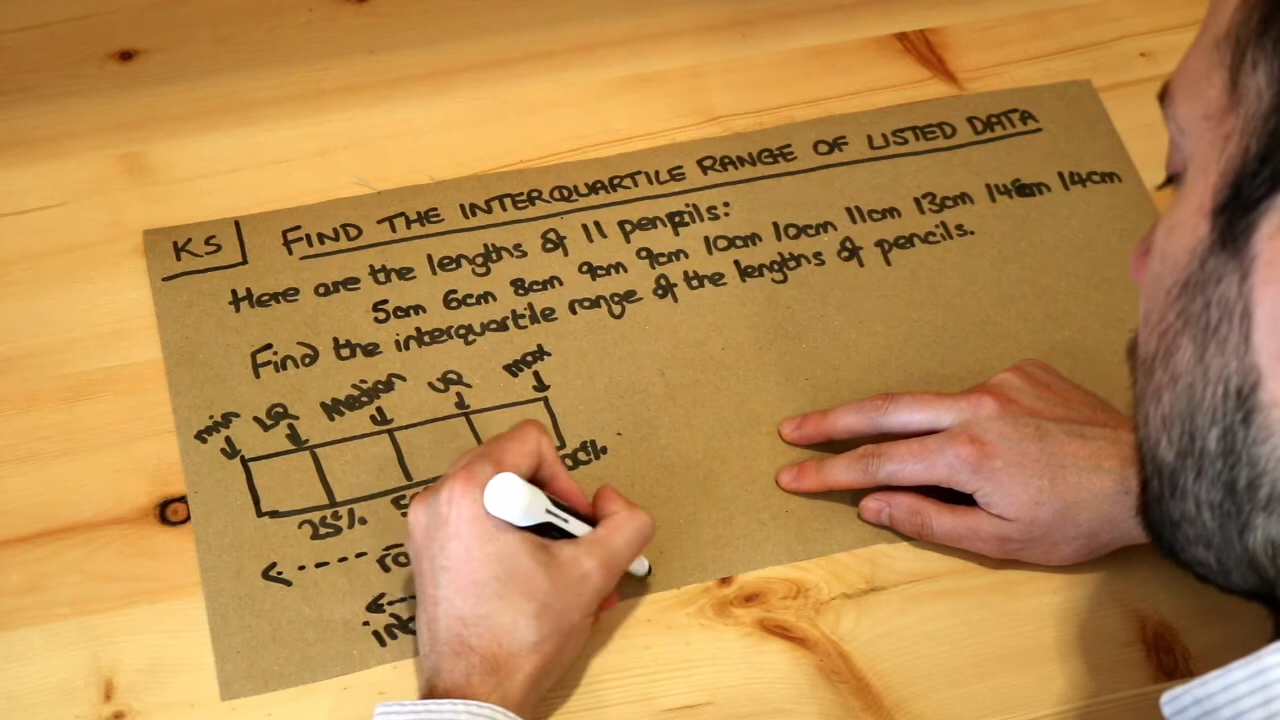 KS
FIND THE INTERQUARTILE RANGE OF LISTED DATA
Here are the lengths of 11 pencils:
5cm 6cm 8cm 9cm 9cm 10cm 10cm 11cm 13cm 14cm 14cm
Find the interquartile range of the lengths of pencils.
min LQ Median UQ max
25%